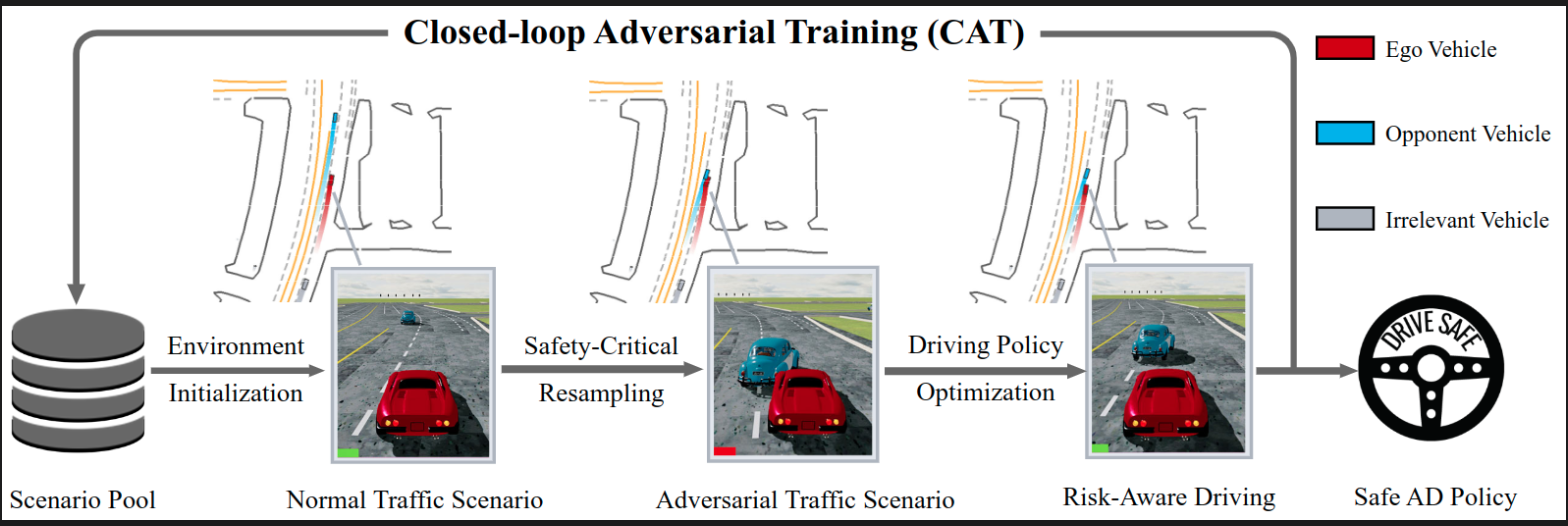 Closed-loop Adversarial Training (CAT)
Ego Vehicle
Opponent Vehicle
Irrelevant Vehicle
Environment
Initialization
Safety-Critical
Resampling
Driving Policy
Optimization
DRIVE SAFE
Scenario Pool
Normal Traffic Scenario
Adversarial Traffic Scenario
Risk-Aware Driving
Safe AD Policy